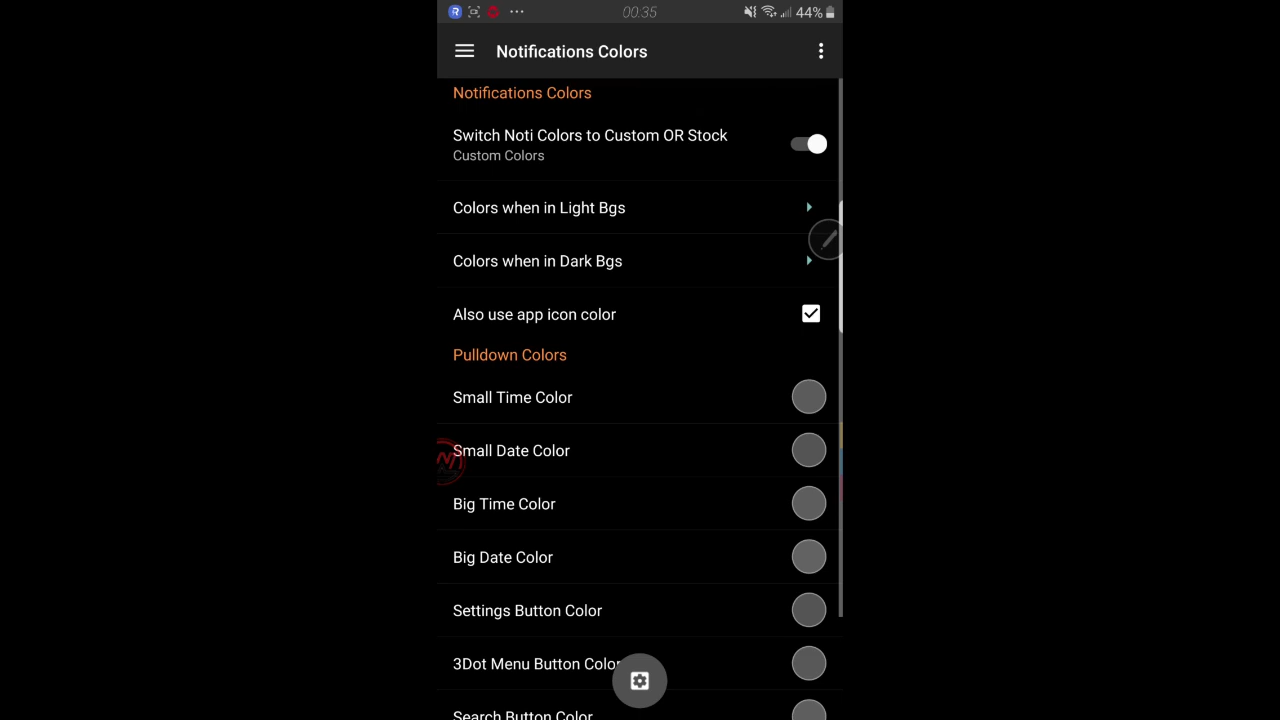 R
00:35
44%
Notifications Colors
Notifications Colors
Switch Noti Colors to Custom OR Stock
Custom Colors
Colors when in Light Bgs
Colors when in Dark Bgs
Also use app icon color
Pulldown Colors
Small Time Color
Small Date Color
Big Time Color
Big Date Color
Settings Button Color
3Dot Menu Button Color
Search Button Color